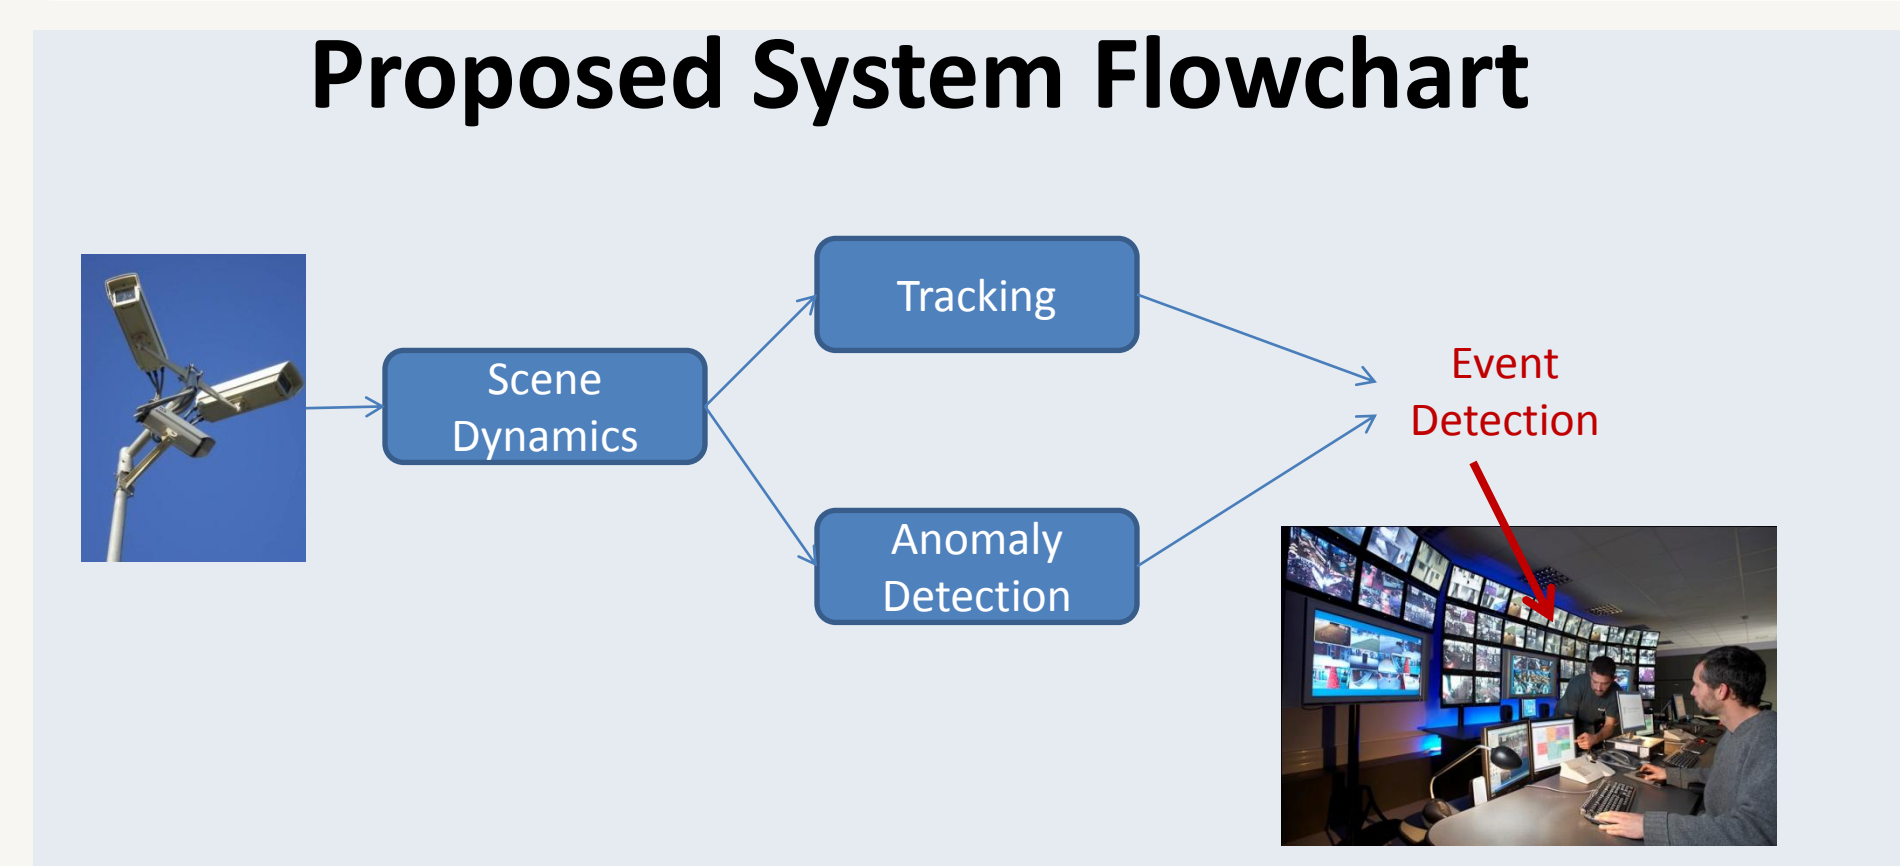 Proposed System Flowchart
Tracking
Scene
Dynamics
Event
Detection
Anomaly
Detection